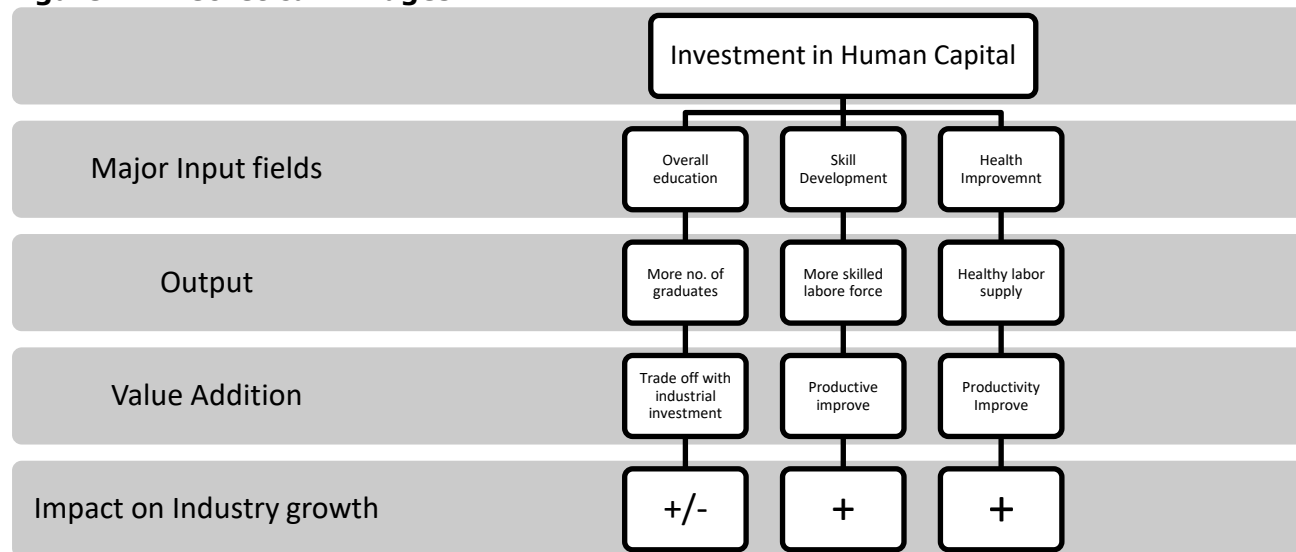 Investment in Human Capital
Major Input fields
Overall
education
Skill
Development
Health
Improvemnt
Output
More no. of
graduates
More skilled
labore force
Healthy labor
supply
Value Addition
Trade off with
industrial
investment
Productive
improve
Productivity
Improve
Impact on Industry growth
+/-
+
+